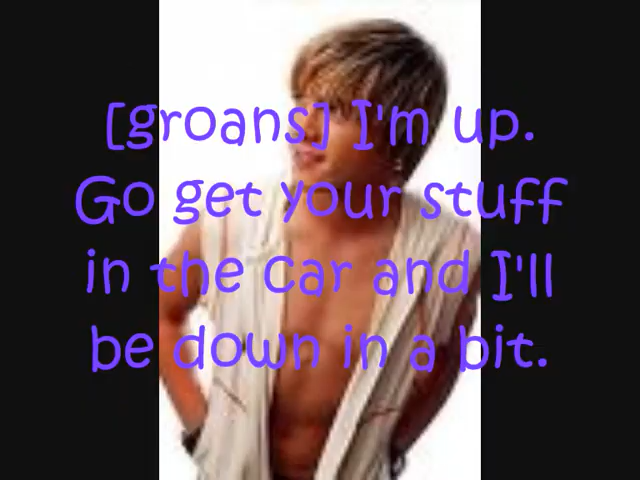 [groans] I'm up.
Go get your stuff
in the car and I'll
be down in a bit.